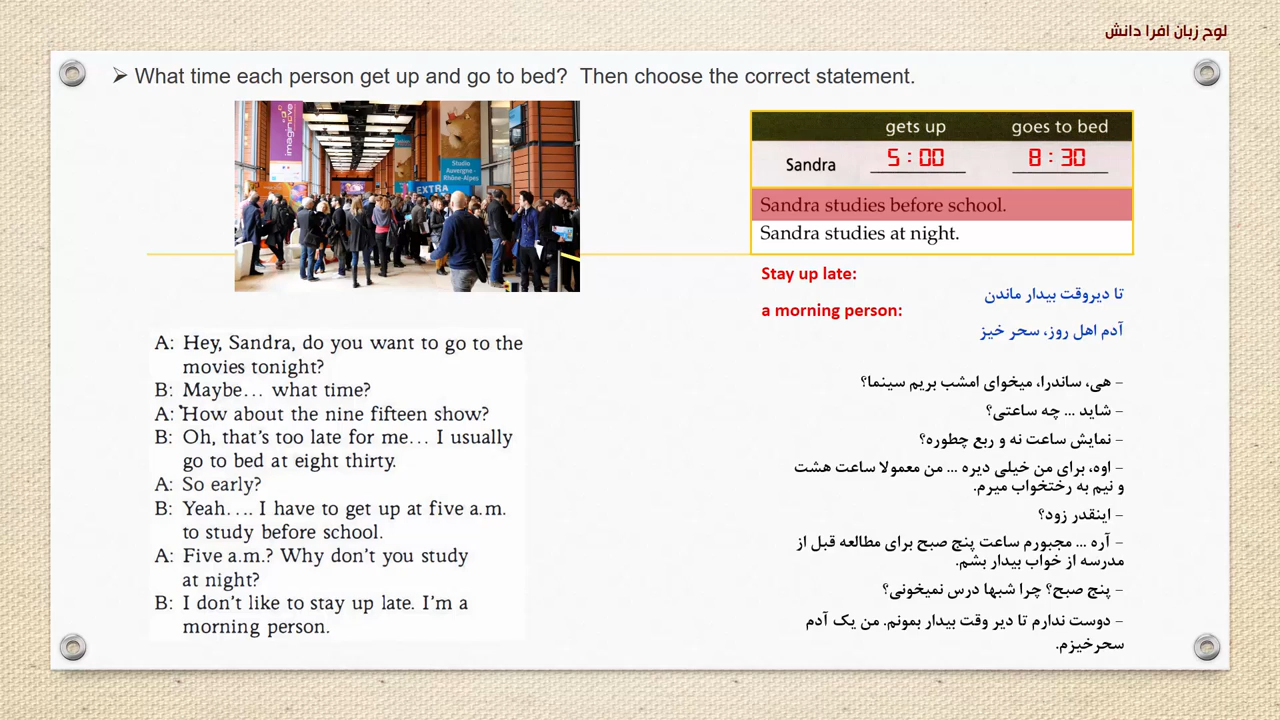 لوح زبان افرا دانش
➢ What time each person get up and go to bed? Then choose the correct statement.
imaginove
Studio
Auvergne -
Rhône-Alpes
EXTRA
gets up goes to bed
Sandra 5:00 8:30
Sandra studies before school.
Sandra studies at night.
Stay up late:
تا دیروقت بیدار ماندن
a morning person:
آدم اهل روز، سحر خیز
A: Hey, Sandra, do you want to go to the
movies tonight?
B: Maybe... what time?
A: How about the nine fifteen show?
B: Oh, that's too late for me... I usually
go to bed at eight thirty.
A: So early?
B: Yeah.... I have to get up at five a.m.
to study before school.
A: Five a.m.? Why don't you study
at night?
B: I don't like to stay up late. I'm a
morning person.
– هی، ساندرا، میخوای امشب بریم سینما؟
– شاید ... چه ساعتی؟
– نمایش ساعت نه و ربع چطوره؟
– اوه، برای من خیلی دیره ... من معمولا ساعت هشت
و نیم به رختخواب میرم.
– اینقدر زود؟
– آره ... مجبورم ساعت پنج صبح برای مطالعه قبل از
مدرسه از خواب بیدار بشم.
– پنج صبح؟ چرا شبها درس نمیخونی؟
– دوست ندارم تا دیر وقت بیدار بمونم. من یک آدم
سحرخیزم.